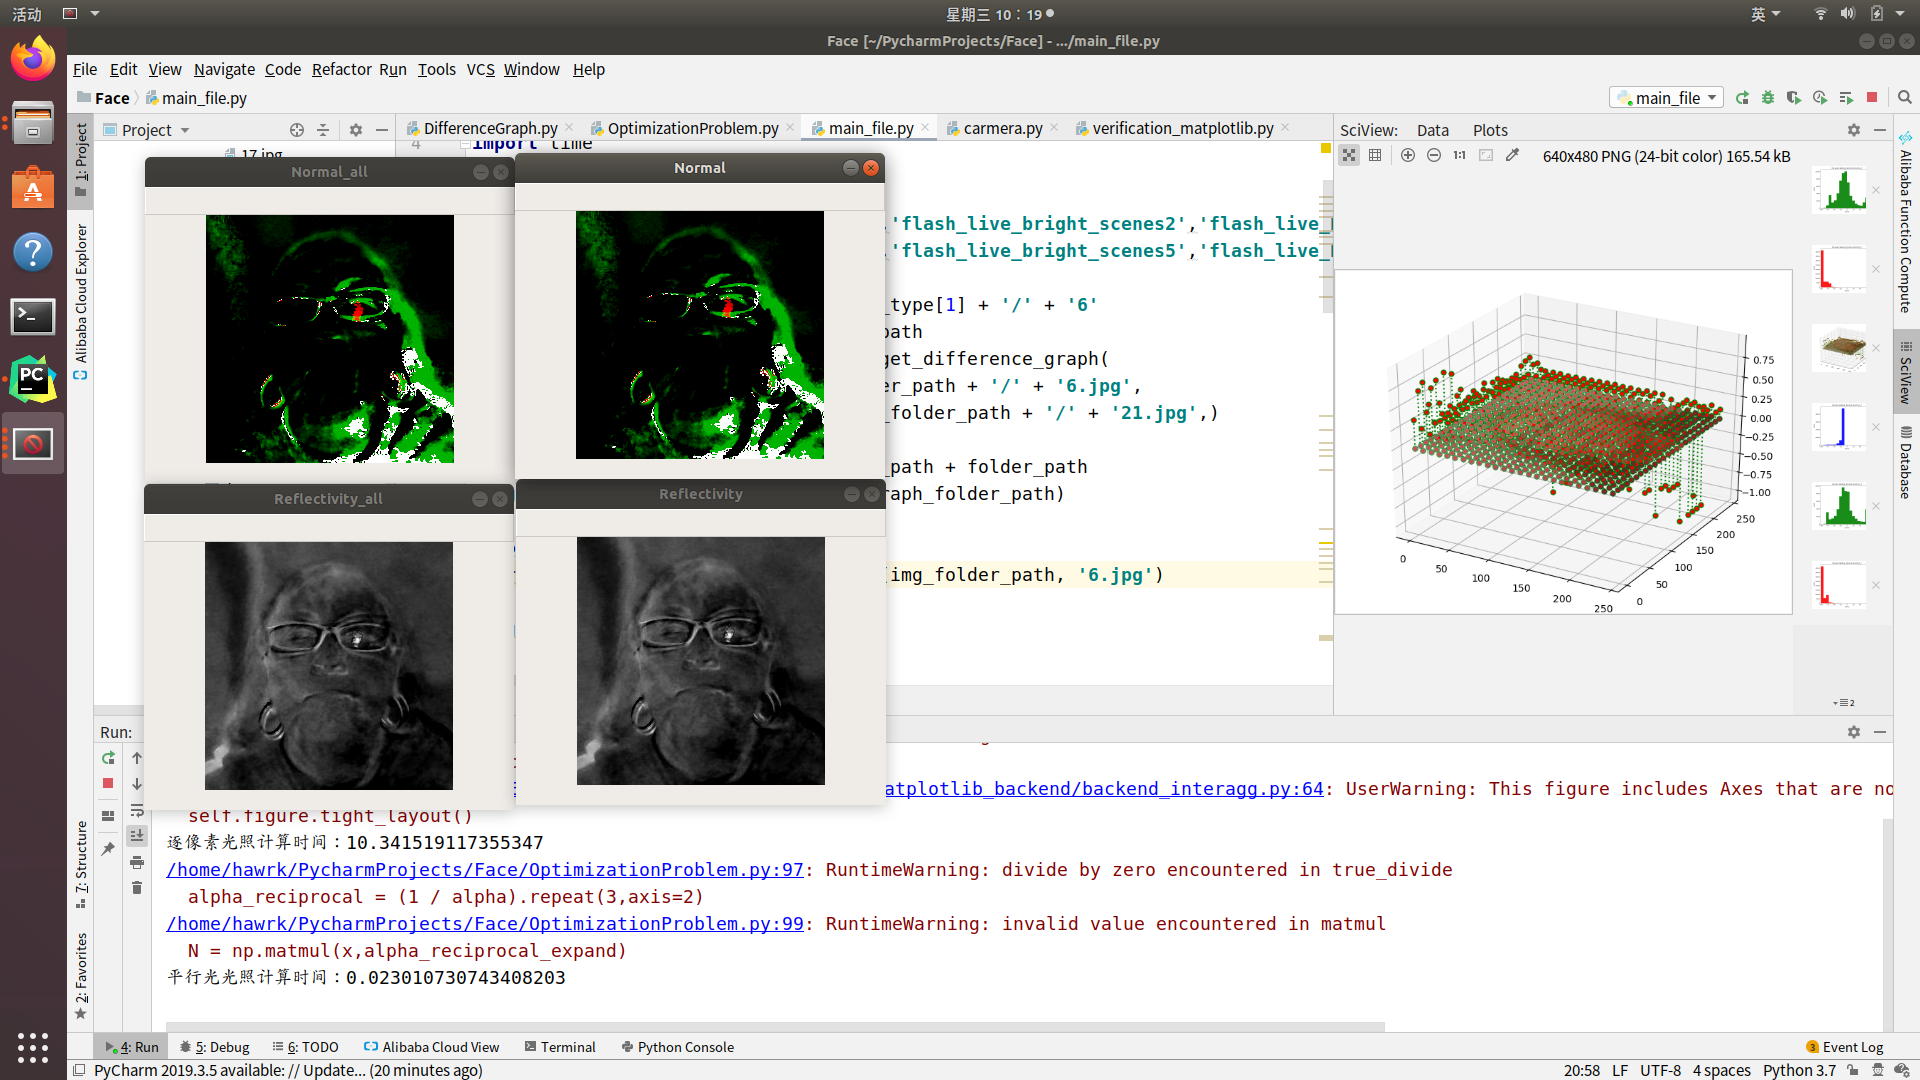 活动
星期三 10：19
英
Face [~/PycharmProjects/Face] - .../main_file.py
File Edit View Navigate Code Refactor Run Tools VCS Window Help
Face main_file.py
main_file
1: Project
Alibaba Cloud Explorer
7: Structure
2: Favorites
Project
17.jpg
DifferenceGraph.py
OptimizationProblem.py
main_file.py
carmera.py
verification_matplotlib.py
4 import time
'flash_live_bright_scenes2','flash_live_
'flash_live_bright_scenes5','flash_live_
_type[1] + '/' + '6'
path
get_difference_graph(
er_path + '/' + '6.jpg',
_folder_path + '/' + '21.jpg',)
_path + folder_path
raph_folder_path)
(img_folder_path, '6.jpg')
Normal_all
Normal
Reflectivity_all
Reflectivity
SciView: Data Plots
1:1
640x480 PNG (24-bit color) 165.54 kB
0.75
0.50
0.25
0.00
−0.25
−0.50
−0.75
−1.00
0 50 100 150 200 250
0 50 100 150 200 250
2
Alibaba Function Compute
SciView
Database
Run:
atplotlib_backend/backend_interagg.py:64: UserWarning: This figure includes Axes that are no
self.figure.tight_layout()
逐像素光照计算时间：10.341519117355347
/home/hawrk/PycharmProjects/Face/OptimizationProblem.py:97: RuntimeWarning: divide by zero encountered in true_divide
alpha_reciprocal = (1 / alpha).repeat(3,axis=2)
/home/hawrk/PycharmProjects/Face/OptimizationProblem.py:99: RuntimeWarning: invalid value encountered in matmul
N = np.matmul(x,alpha_reciprocal_expand)
平行光光照计算时间：0.023010730743408203
4: Run 5: Debug 6: TODO Alibaba Cloud View Terminal Python Console
3 Event Log
PyCharm 2019.3.5 available: // Update... (20 minutes ago)
20:58 LF UTF-8 4 spaces Python 3.7